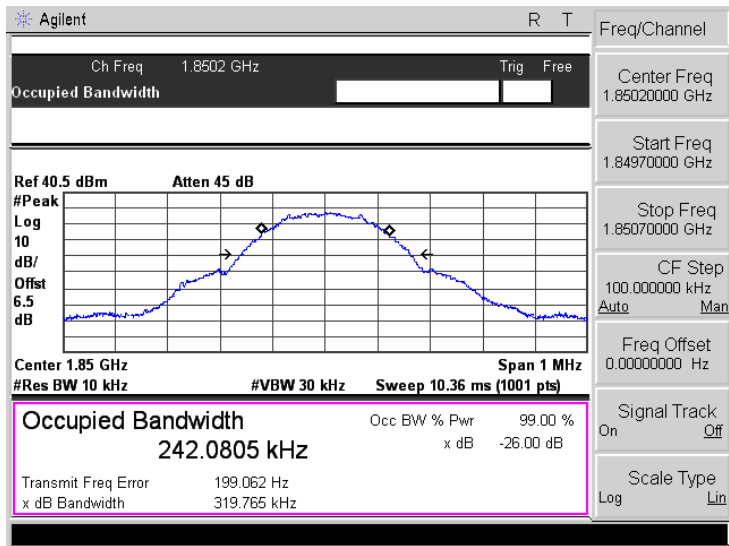 Agilent R T
Ch Freq 1.8502 GHz Trig Free
Occupied Bandwidth
Ref 40.5 dBm Atten 45 dB
#Peak
Log
10
dB/
Offst
6.5
dB
Center 1.85 GHz Span 1 MHz
#Res BW 10 kHz #VBW 30 kHz Sweep 10.36 ms (1001 pts)
Occupied Bandwidth Occ BW % Pwr 99.00 %
242.0805 kHz x dB -26.00 dB
Transmit Freq Error 199.062 Hz
x dB Bandwidth 319.765 kHz
Freq/Channel
Center Freq
1.85020000 GHz
Start Freq
1.84970000 GHz
Stop Freq
1.85070000 GHz
CF Step
100.000000 kHz
Auto Man
Freq Offset
0.00000000 Hz
Signal Track
On Off
Scale Type
Log Lin